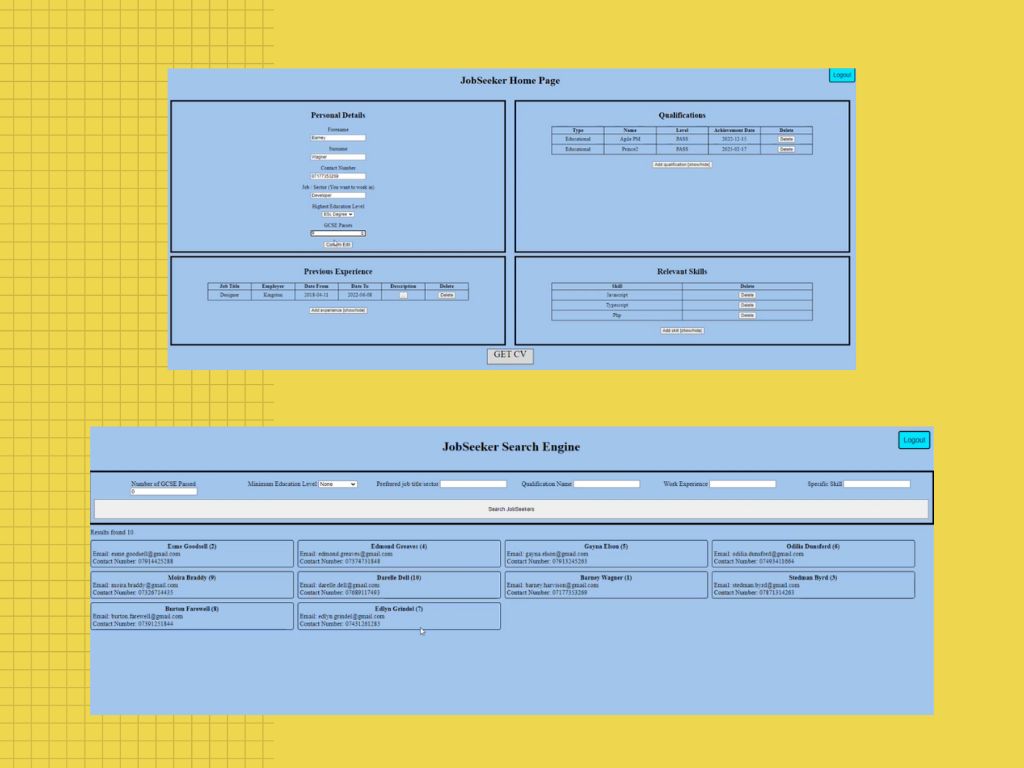 JobSeeker Home Page
Logout
Personal Details
Forename
Barney
Surname
Wagner
Contact Number
07177353269
Job / Sector (You want to work in)
Developer
Highest Education Level
BSc Degree
GCSE Passes
Confirm Edit
Qualifications
Type Name Level Achievement Date Delete
Educational Agile PM PASS 2022-12-15 Delete
Educational Prince2 PASS 2021-02-17 Delete
Add qualification [show/hide]
Previous Experience
Job Title Employer Date From Date To Description Delete
Designer Kingston 2018-04-11 2022-06-08 ... Delete
Add experience [show/hide]
Relevant Skills
Skill Delete
Javascript Delete
Typescript Delete
Php Delete
Add skill [show/hide]
GET CV
JobSeeker Search Engine
Logout
Number of GCSE Passed
0
Minimum Education Level None
Preferred job title/sector
Qualification Name
Work Experience
Specific Skill
Search JobSeekers
Results found 10
Esme Goodsell (2)
Email: esme.goodsell@gmail.com
Contact Number: 07914425288
Edmond Greaves (4)
Email: edmond.greaves@gmail.com
Contact Number: 07374731848
Gayna Elson (5)
Email: gayna.elson@gmail.com
Contact Number: 07913245263
Odilia Dunsford (6)
Email: odilia.dunsford@gmail.com
Contact Number: 07493411664
Moira Braddy (9)
Email: moira.braddy@gmail.com
Contact Number: 07326714435
Darelle Dell (10)
Email: darelle.dell@gmail.com
Contact Number: 07689117493
Barney Wagner (1)
Email: barney.harvison@gmail.com
Contact Number: 07177353269
Stedman Byrd (3)
Email: stedman.byrd@gmail.com
Contact Number: 07871314263
Burton Farewell (8)
Email: burton.farewell@gmail.com
Contact Number: 07391251844
Edlyn Grindel (7)
Email: edlyn.grindel@gmail.com
Contact Number: 07431261283